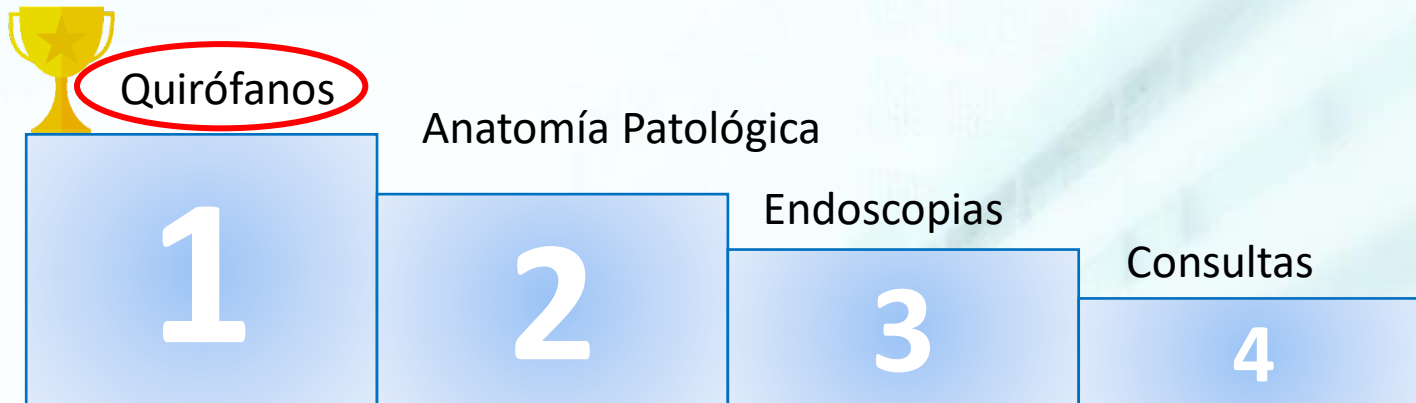 Quirófanos
Anatomía Patológica
Endoscopias
Consultas
1
2
3
4